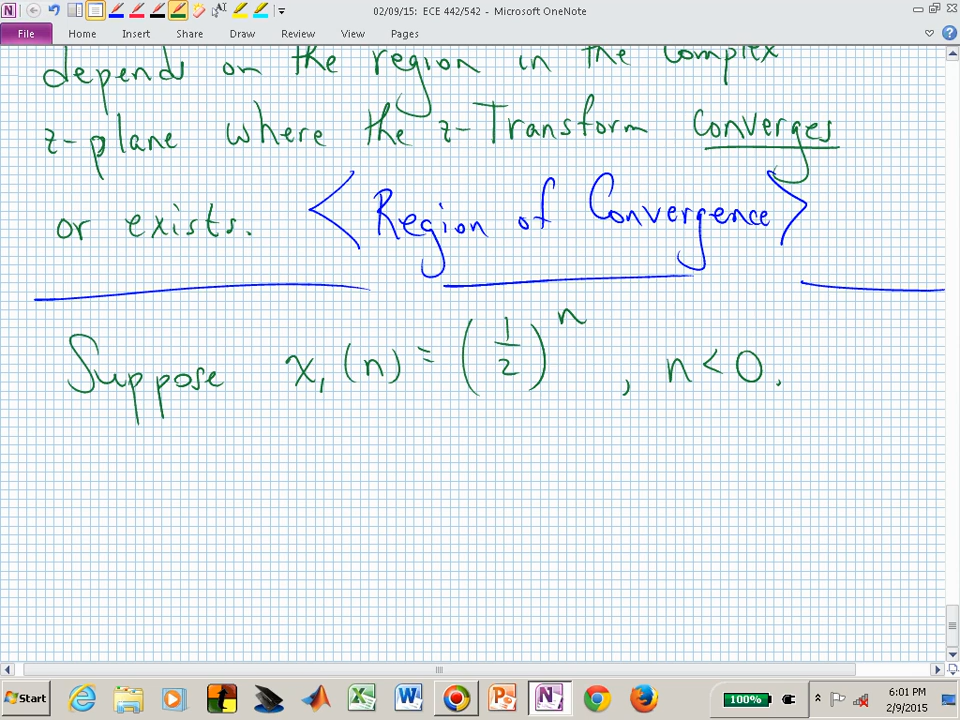 02/09/15: ECE 442/542 - Microsoft OneNote
File Home Insert Share Draw Review View Pages
depends on the region in the complex
z-plane where the z-Transform converges
or exists. <Region of Convergence>
Suppose x₁(n) = (1/2)^n , n < 0.
Start 100% 6:01 PM
2/9/2015